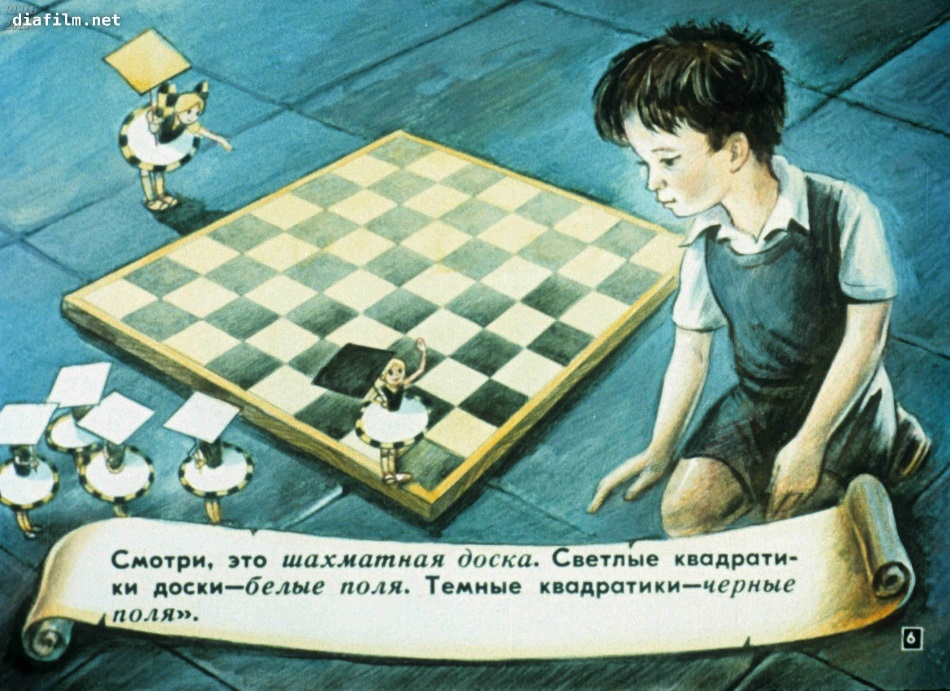 diafilm.net
Смотри, это шахматная доска. Светлые квадрати-
ки доски—белые поля. Темные квадратики—черные
поля».
6